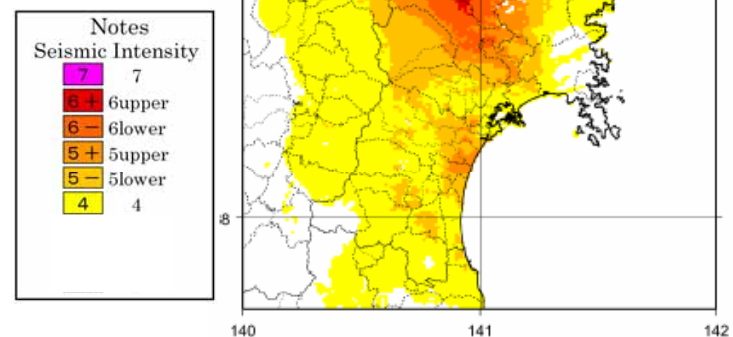 Notes
Seismic Intensity
7 7
6 + 6upper
6 − 6lower
5 + 5upper
5 − 5lower
4 4
8
140 141 142